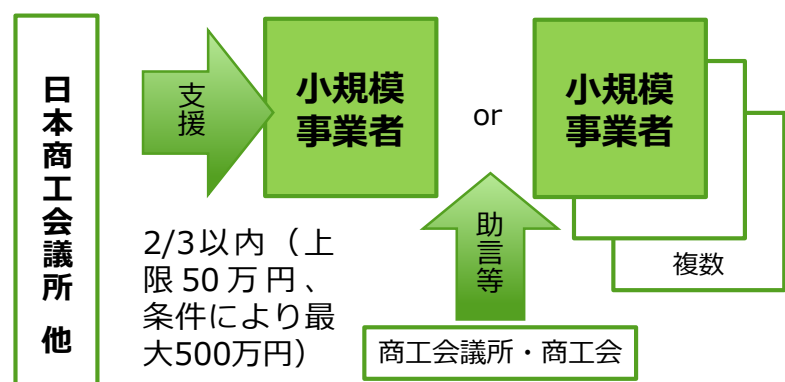 日本商工会議所 他
支援
小規模
事業者
or
小規模
事業者
複数
2/3以内（上
限50万円、
条件により最
大500万円）
助言等
商工会議所・商工会